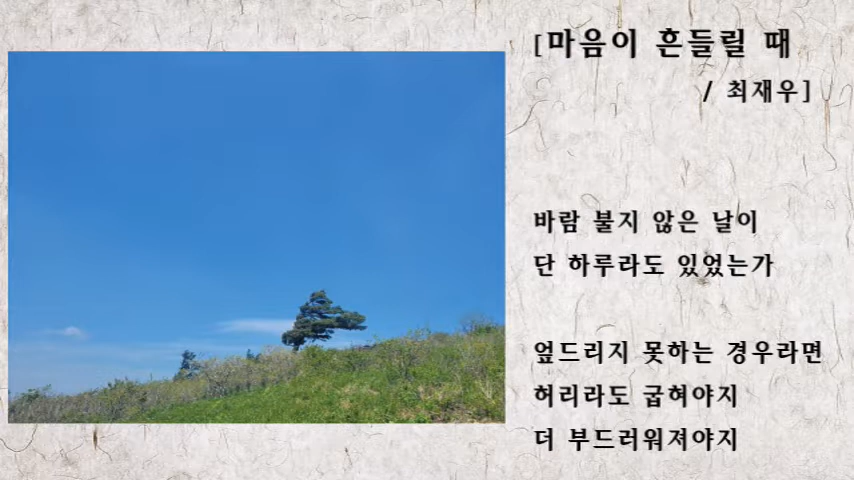 [마음이 흔들릴 때
/ 최재우]
바람 불지 않은 날이
단 하루라도 있었는가
엎드리지 못하는 경우라면
허리라도 굽혀야지
더 부드러워져야지